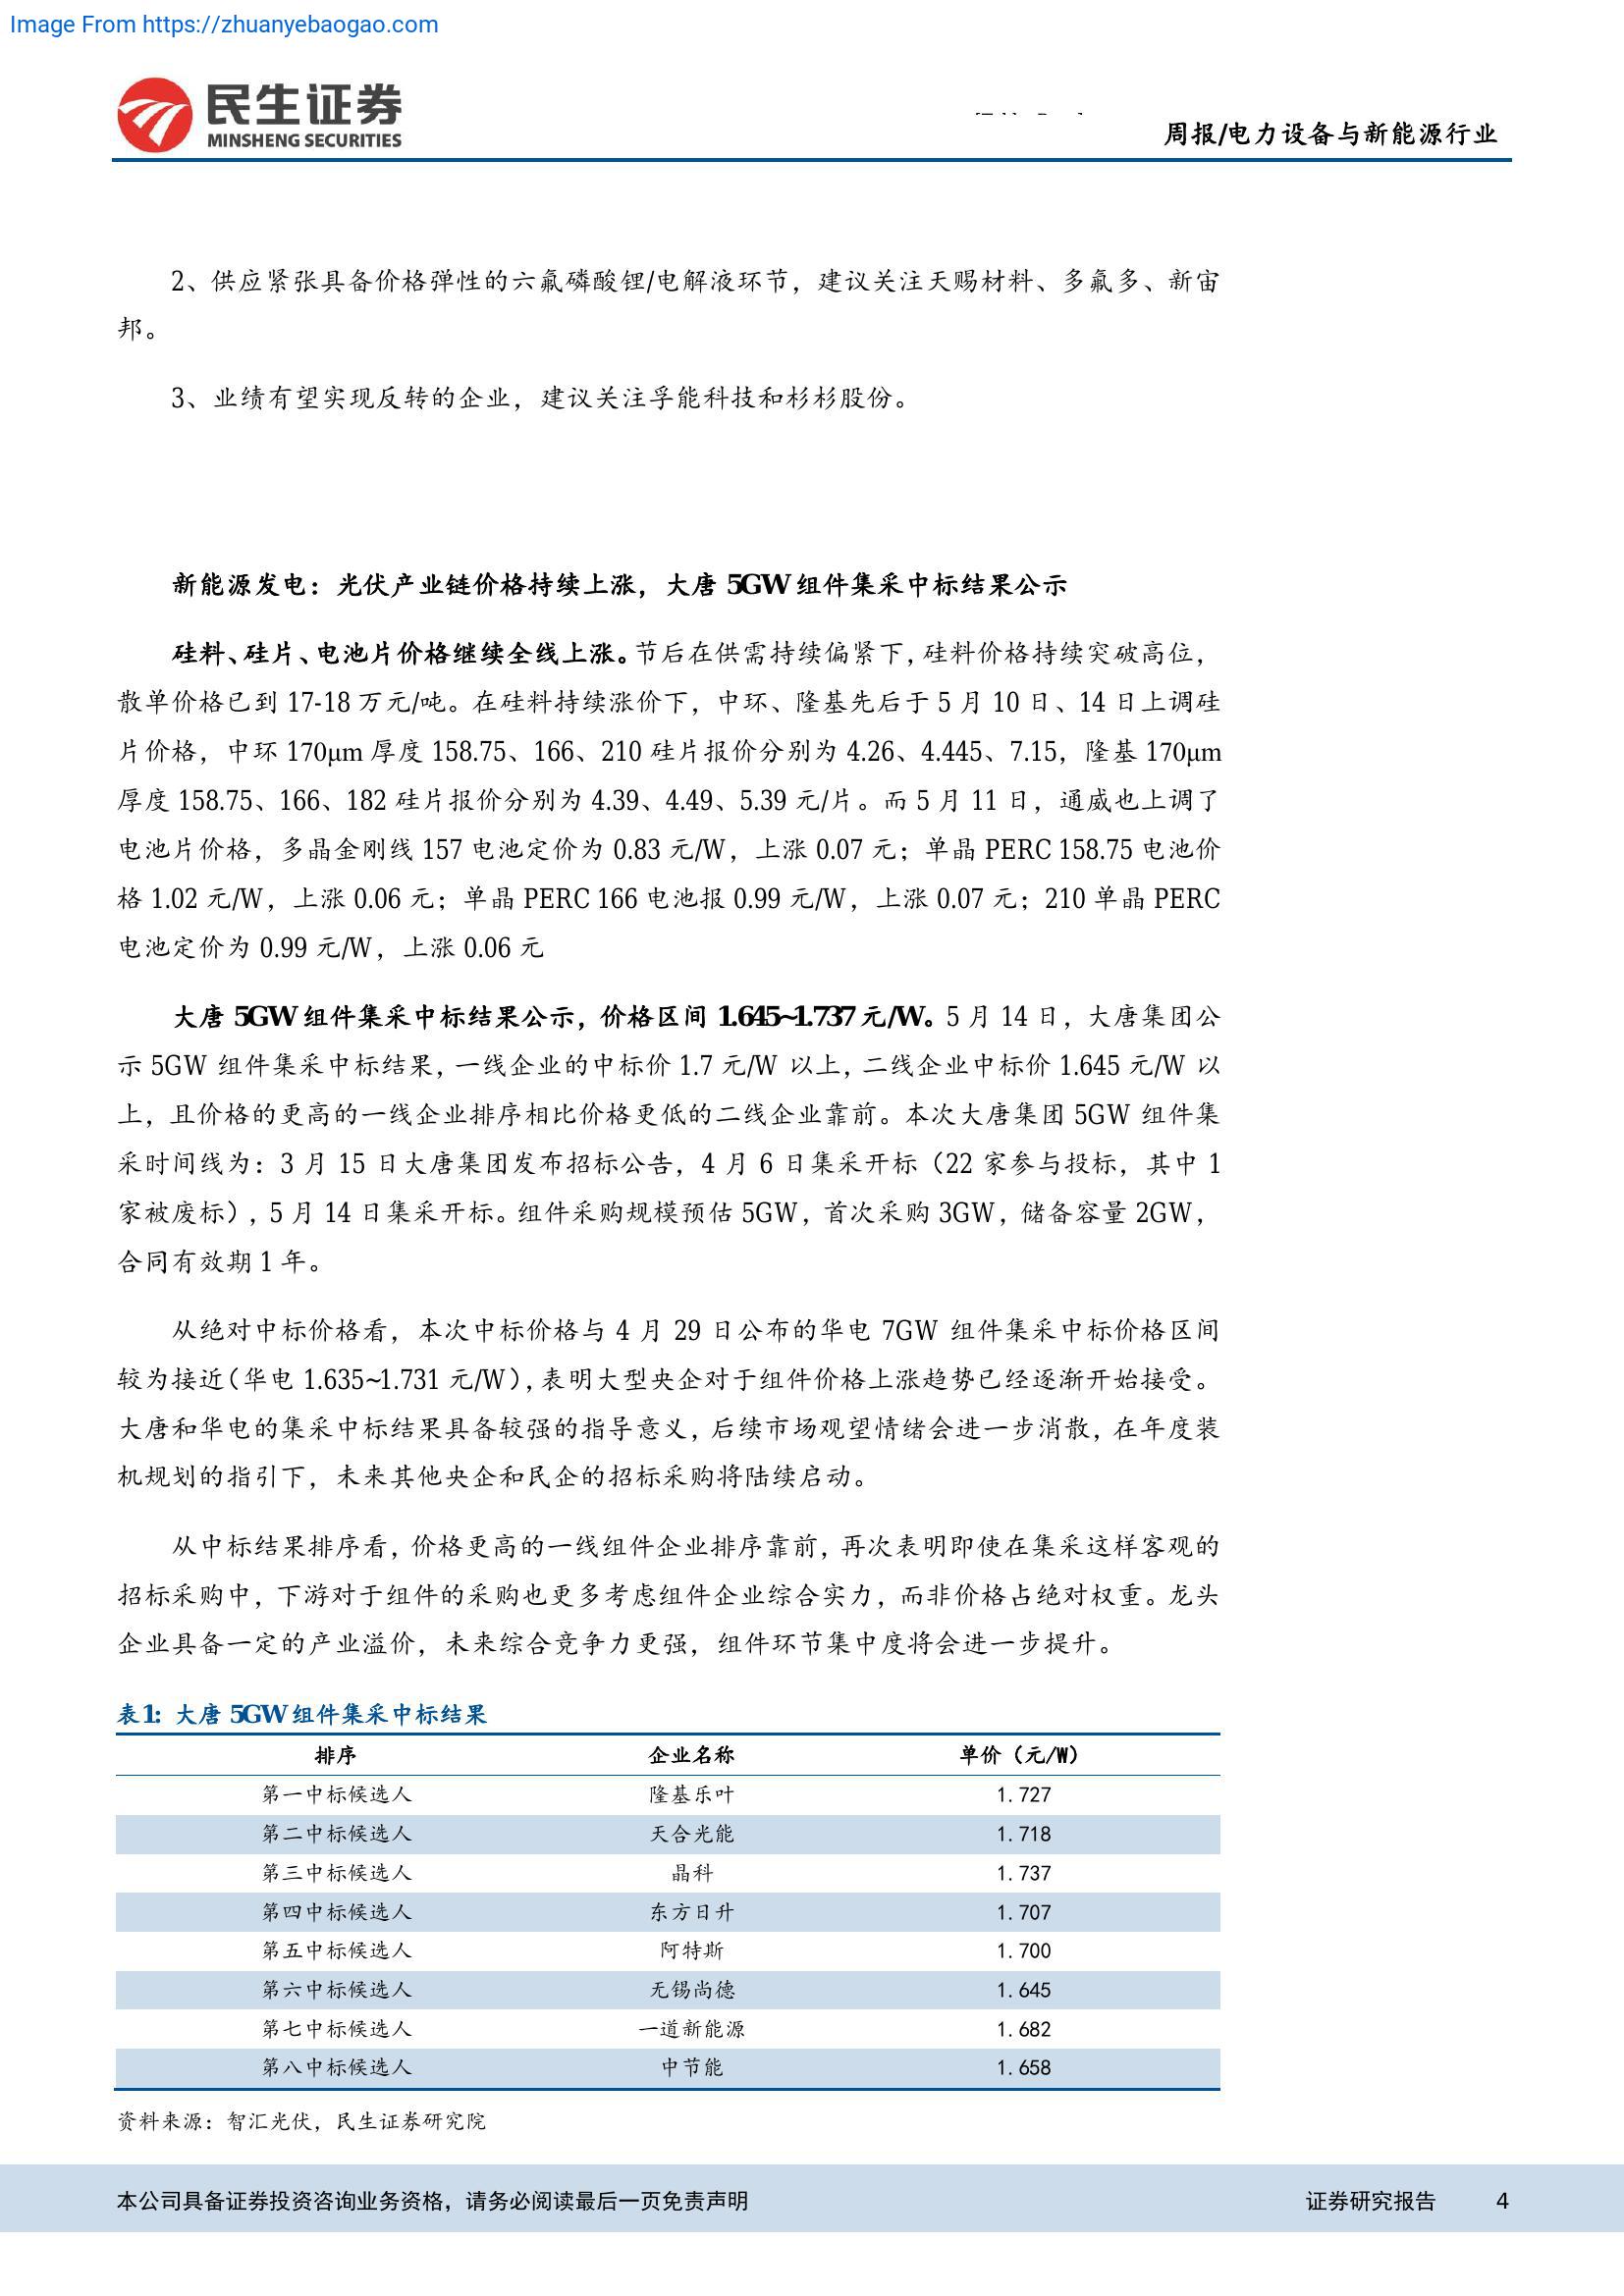 Image From https://zhuanyebaogao.com
民生证券
MINSHENG SECURITIES
周报/电力设备与新能源行业
2、供应紧张具备价格弹性的六氟磷酸锂/电解液环节，建议关注天赐材料、多氟多、新宙
邦。
3、业绩有望实现反转的企业，建议关注孚能科技和杉杉股份。
新能源发电：光伏产业链价格持续上涨，大唐 5GW 组件集采中标结果公示
硅料、硅片、电池片价格继续全线上涨。节后在供需持续偏紧下，硅料价格持续突破高位，
散单价格已到 17-18 万元/吨。在硅料持续涨价下，中环、隆基先后于 5 月 10 日、14 日上调硅
片价格，中环 170μm 厚度 158.75、166、210 硅片报价分别为 4.26、4.445、7.15，隆基 170μm
厚度 158.75、166、182 硅片报价分别为 4.39、4.49、5.39 元/片。而 5 月 11 日，通威也上调了
电池片价格，多晶金刚线 157 电池定价为 0.83 元/W，上涨 0.07 元；单晶 PERC 158.75 电池价
格 1.02 元/W，上涨 0.06 元；单晶 PERC 166 电池报 0.99 元/W，上涨 0.07 元；210 单晶 PERC
电池定价为 0.99 元/W，上涨 0.06 元
大唐 5GW 组件集采中标结果公示，价格区间 1.645~1.737 元/W。5 月 14 日，大唐集团公
示 5GW 组件集采中标结果，一线企业的中标价 1.7 元/W 以上，二线企业中标价 1.645 元/W 以
上，且价格的更高的一线企业排序相比价格更低的二线企业靠前。本次大唐集团 5GW 组件集
采时间线为：3 月 15 日大唐集团发布招标公告，4 月 6 日集采开标（22 家参与投标，其中 1
家被废标），5 月 14 日集采开标。组件采购规模预估 5GW，首次采购 3GW，储备容量 2GW，
合同有效期 1 年。
从绝对中标价格看，本次中标价格与 4 月 29 日公布的华电 7GW 组件集采中标价格区间
较为接近（华电 1.635~1.731 元/W），表明大型央企对于组件价格上涨趋势已经逐渐开始接受。
大唐和华电的集采中标结果具备较强的指导意义，后续市场观望情绪会进一步消散，在年度装
机规划的指引下，未来其他央企和民企的招标采购将陆续启动。
从中标结果排序看，价格更高的一线组件企业排序靠前，再次表明即使在集采这样客观的
招标采购中，下游对于组件的采购也更多考虑组件企业综合实力，而非价格占绝对权重。龙头
企业具备一定的产业溢价，未来综合竞争力更强，组件环节集中度将会进一步提升。
表1：大唐 5GW 组件集采中标结果
排序 企业名称 单价（元/W）
第一中标候选人 隆基乐叶 1.727
第二中标候选人 天合光能 1.718
第三中标候选人 晶科 1.737
第四中标候选人 东方日升 1.707
第五中标候选人 阿特斯 1.700
第六中标候选人 无锡尚德 1.645
第七中标候选人 一道新能源 1.682
第八中标候选人 中节能 1.658
资料来源：智汇光伏，民生证券研究院
本公司具备证券投资咨询业务资格，请务必阅读最后一页免责声明 证券研究报告 4